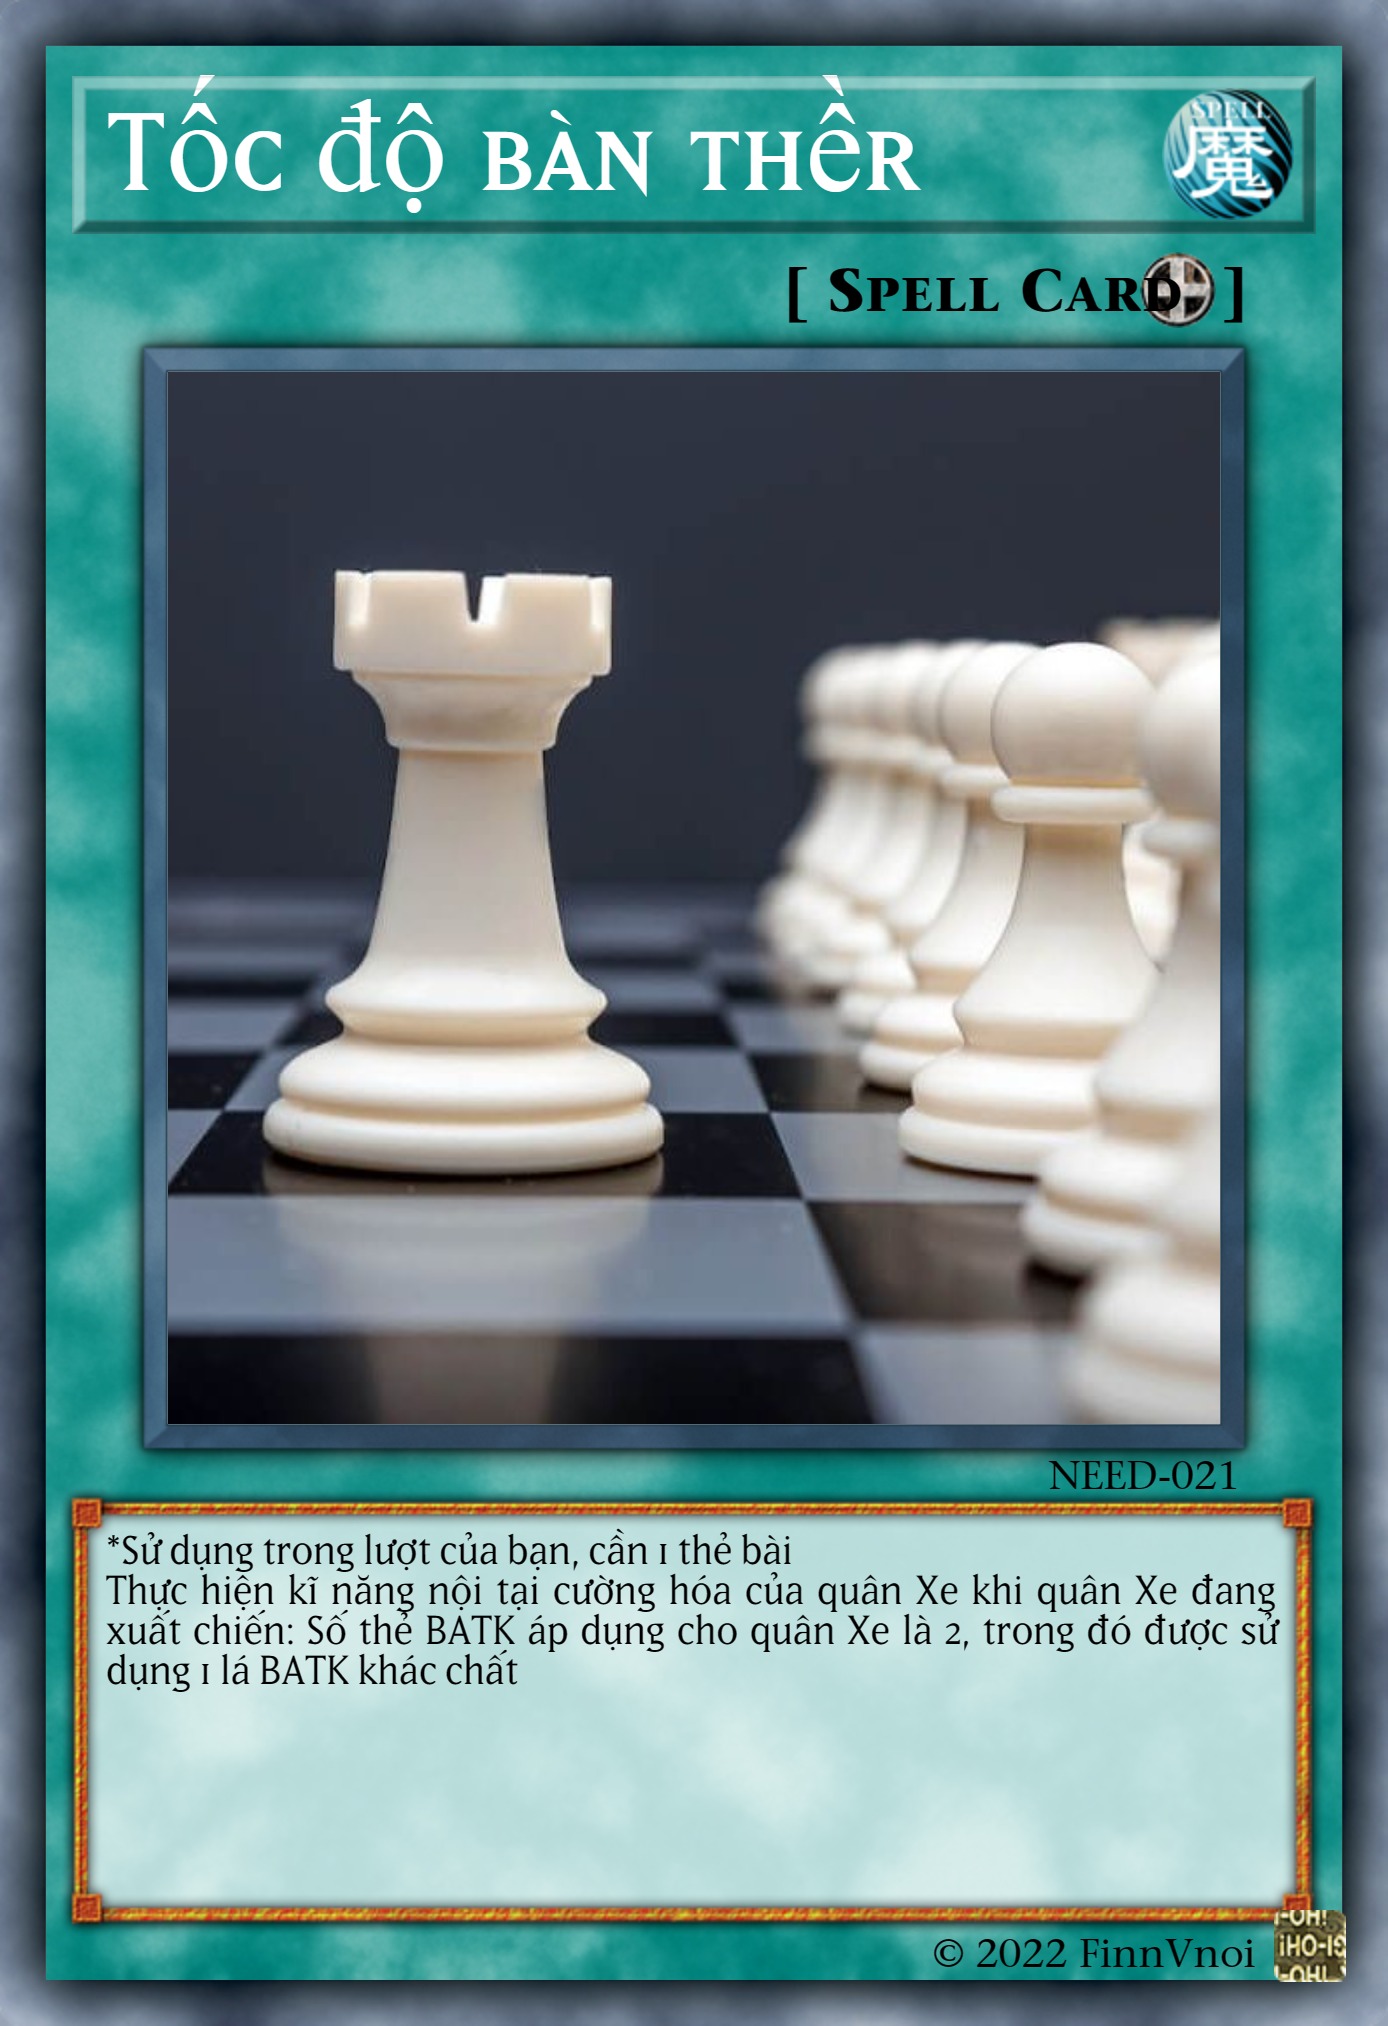 Tốc độ bàn thềr
SPELL
魔
[ Spell Card ]
NEED-021
*Sử dụng trong lượt của bạn, cần 1 thẻ bài
Thực hiện kĩ năng nội tại cường hóa của quân Xe khi quân Xe đang
xuất chiến: Số thẻ BATK áp dụng cho quân Xe là 2, trong đó được sử
dụng 1 lá BATK khác chất
© 2022 FinnVnoi